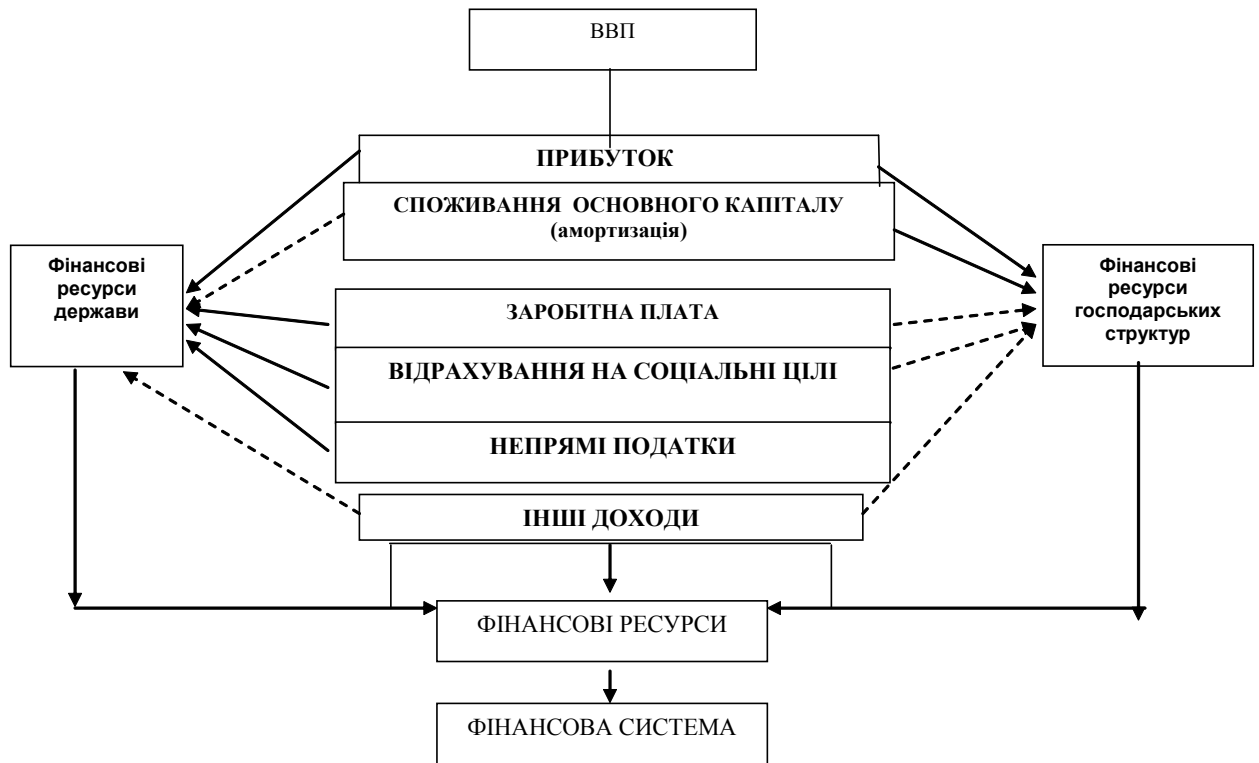 ВВП
ПРИБУТОК
СПОЖИВАННЯ ОСНОВНОГО КАПІТАЛУ
(амортизація)
Фінансові
ресурси
держави
Фінансові
ресурси
господарських
структур
ЗАРОБІТНА ПЛАТА
ВІДРАХУВАННЯ НА СОЦІАЛЬНІ ЦІЛІ
НЕПРЯМІ ПОДАТКИ
ІНШІ ДОХОДИ
ФІНАНСОВІ РЕСУРСИ
ФІНАНСОВА СИСТЕМА